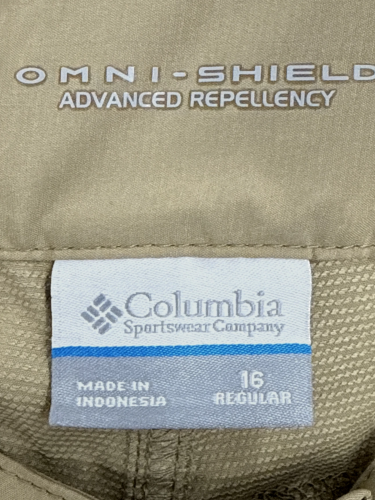 OMNI-SHIELD
ADVANCED REPELLENCY
Columbia
Sportswear Company
MADE IN
INDONESIA
16
REGULAR